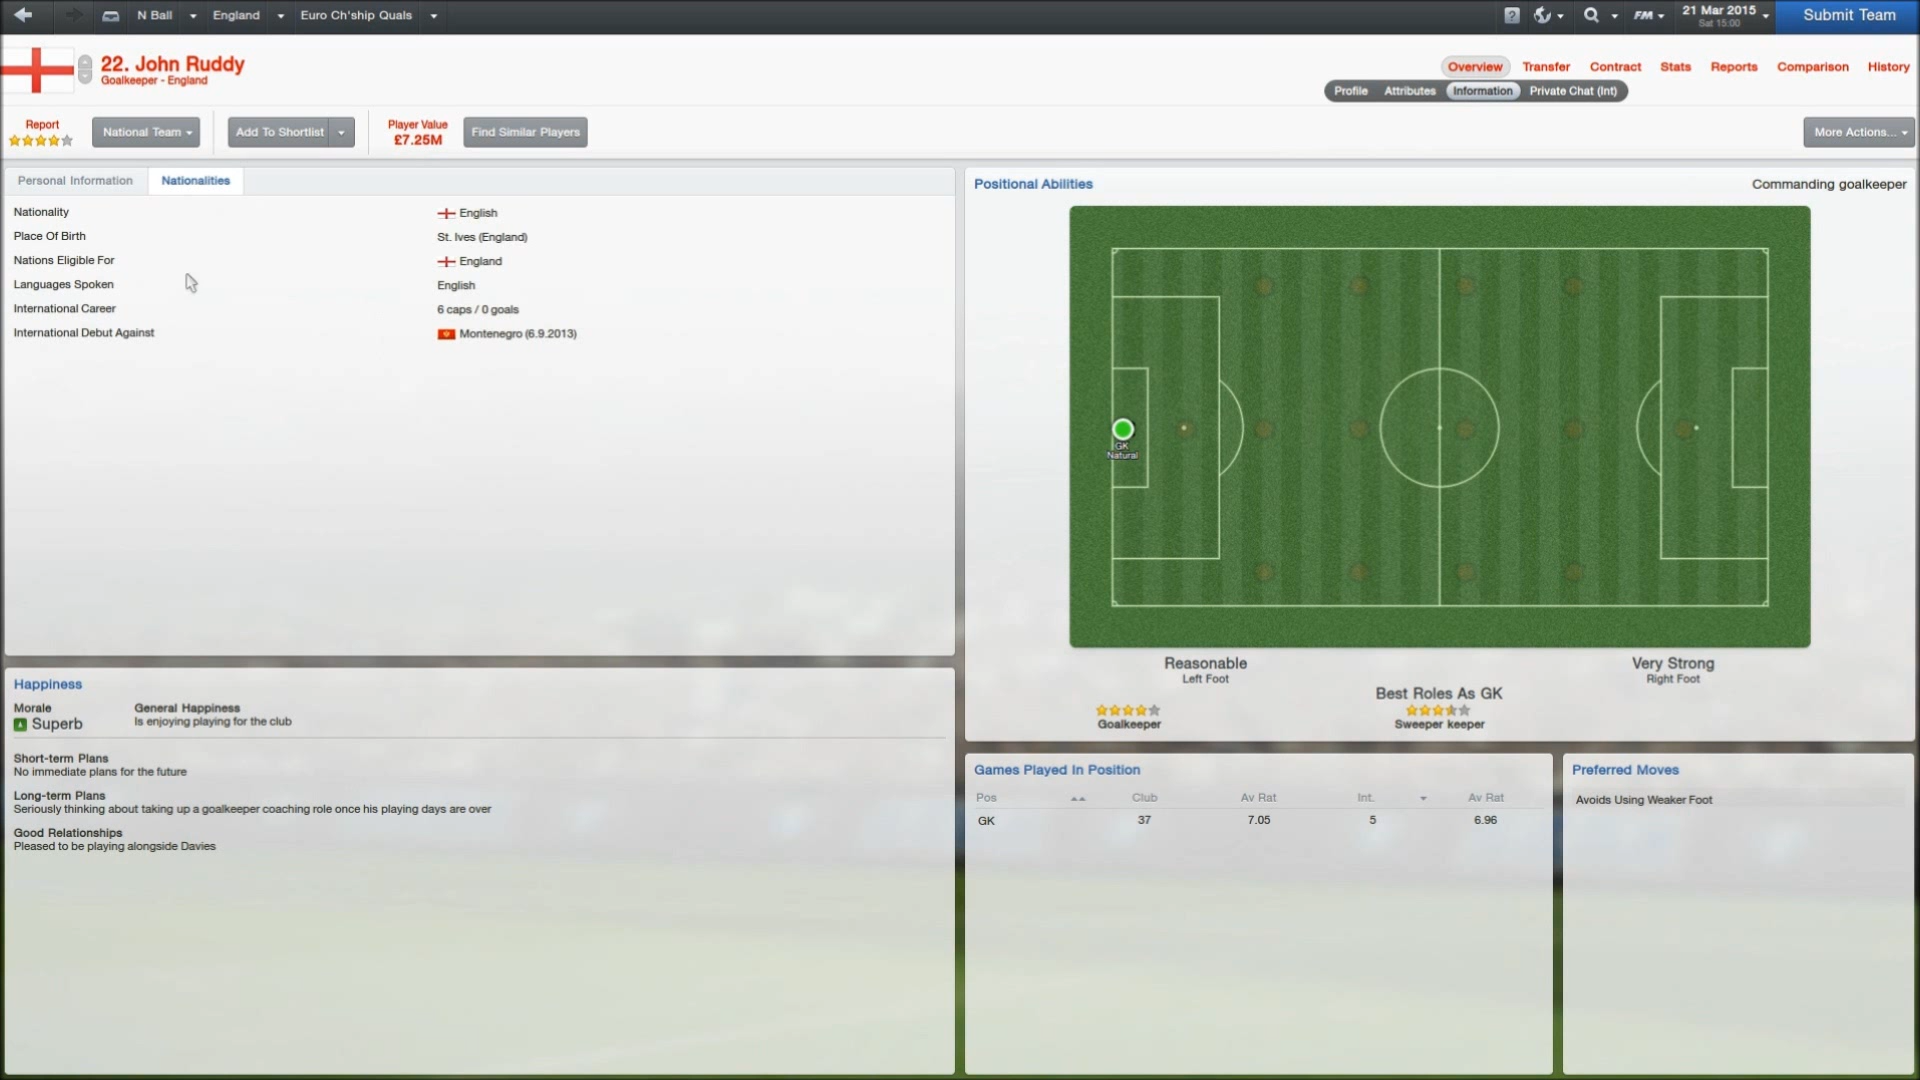 N Ball
England
Euro Ch'ship Quals
?
FM
21 Mar 2015
Sat 15:00
Submit Team
22. John Ruddy
Goalkeeper - England
Overview
Transfer
Contract
Stats
Reports
Comparison
History
Profile
Attributes
Information
Private Chat (Int)
Report
National Team
Add To Shortlist
Player Value
£7.25M
Find Similar Players
More Actions...
Personal Information
Nationalities
Nationality
English
Place Of Birth
St. Ives (England)
Nations Eligible For
England
Languages Spoken
English
International Career
6 caps / 0 goals
International Debut Against
Montenegro (6.9.2013)
Positional Abilities
Commanding goalkeeper
GK
Natural
Reasonable
Left Foot
Very Strong
Right Foot
Best Roles As GK
Goalkeeper
Sweeper keeper
Happiness
Morale
Superb
General Happiness
Is enjoying playing for the club
Short-term Plans
No immediate plans for the future
Long-term Plans
Seriously thinking about taking up a goalkeeper coaching role once his playing days are over
Good Relationships
Pleased to be playing alongside Davies
Games Played In Position
Pos Club Av Rat Int. Av Rat
GK 37 7.05 5 6.96
Preferred Moves
Avoids Using Weaker Foot